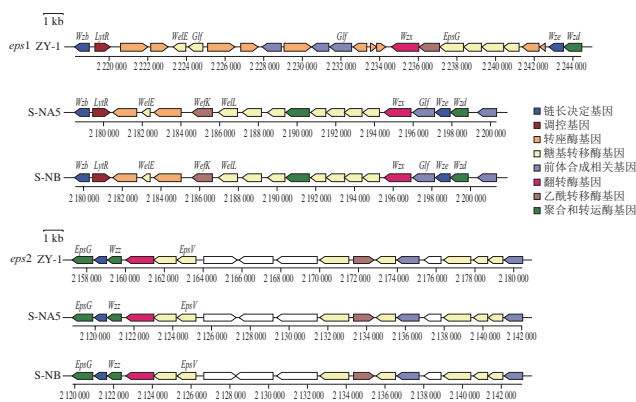 1 kb
Wzb LytR WelE Glf Glf Wzx EpsG Wze Wzd
eps1 ZY-1
2 220 000 2 222 000 2 224 000 2 226 000 2 228 000 2 230 000 2 232 000 2 234 000 2 236 000 2 238 000 2 240 000 2 242 000 2 244 000
Wzb LytR WelE WefK WelL Wzx Glf Wze Wzd
S-NA5
2 180 000 2 182 000 2 184 000 2 186 000 2 188 000 2 190 000 2 192 000 2 194 000 2 196 000 2 198 000 2 200 000
Wzb LytR WelE WefK WelL Wzx Glf Wze Wzd
S-NB
2 180 000 2 182 000 2 184 000 2 186 000 2 188 000 2 190 000 2 192 000 2 194 000 2 196 000 2 198 000 2 200 000
链长决定基因
调控基因
转座酶基因
糖基转移酶基因
前体合成相关基因
翻转酶基因
乙酰转移酶基因
聚合和转运酶基因
1 kb
EpsG Wzz EpsV
eps2 ZY-1
2 158 000 2 160 000 2 162 000 2 164 000 2 166 000 2 168 000 2 170 000 2 172 000 2 174 000 2 176 000 2 178 000 2 180 000
EpsG Wzz EpsV
S-NA5
2 120 000 2 122 000 2 124 000 2 126 000 2 128 000 2 130 000 2 132 000 2 134 000 2 136 000 2 138 000 2 140 000 2 142 000
EpsG Wzz EpsV
S-NB
2 120 000 2 122 000 2 124 000 2 126 000 2 128 000 2 130 000 2 132 000 2 134 000 2 136 000 2 138 000 2 140 000 2 142 000